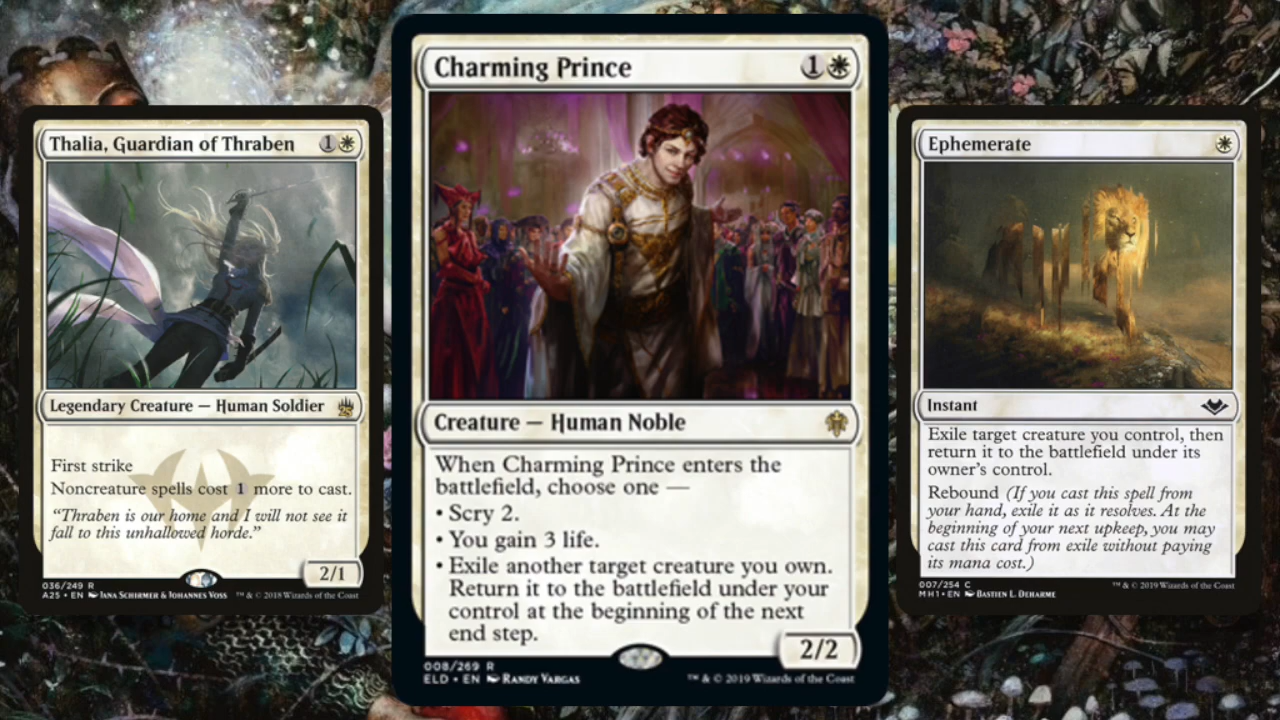 Thalia, Guardian of Thraben 1
Legendary Creature — Human Soldier
First strike
Noncreature spells cost 1 more to cast.
"Thraben is our home and I will not see it
fall to this unhallowed horde."
2/1
036/249 R
A25 • EN Jana Schirmer & Johannes Voss ™ & © 2018 Wizards of the Coast
Charming Prince 1
Creature — Human Noble
When Charming Prince enters the
battlefield, choose one —
• Scry 2.
• You gain 3 life.
• Exile another target creature you own.
Return it to the battlefield under your
control at the beginning of the next
end step.
2/2
008/269 R
ELD • EN Randy Vargas ™ & © 2019 Wizards of the Coast
Ephemerate
Instant
Exile target creature you control, then
return it to the battlefield under its
owner's control.
Rebound (If you cast this spell from
your hand, exile it as it resolves. At the
beginning of your next upkeep, you may
cast this card from exile without paying
its mana cost.)
007/254 C
MH1 • EN Bastien L. Deharme ™ & © 2019 Wizards of the Coast